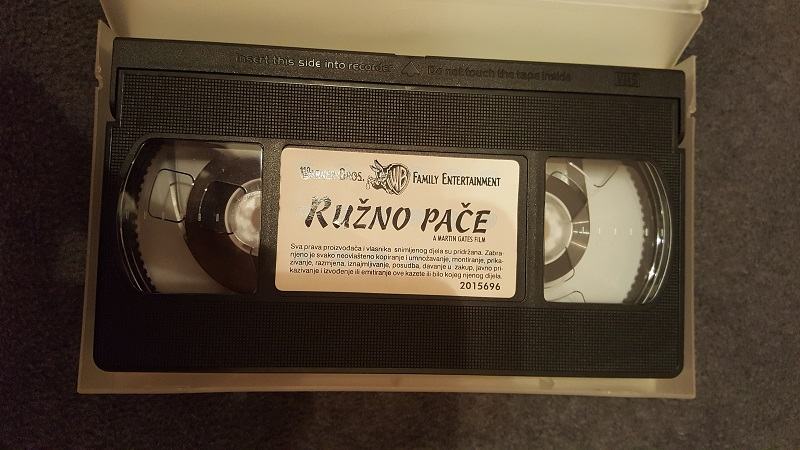 Insert this side into recorder △ Do not touch the tape inside
VHS
WARNER BROS. WB FAMILY ENTERTAINMENT
RUŽNO PAČE
A MARTIN GATES FILM
Sva prava proizvođača i vlasnika snimljenog djela su pridržana. Zabra-
njeno je svako neovlašteno kopiranje i umnožavanje, montiranje, prika-
zivanje, razmjena, iznajmljivanje, posudba, davanje u zakup, javno pri-
kazivanje i izvođenje ili emitiranje ove kazete ili bilo kojeg njenog dijela.
2015696